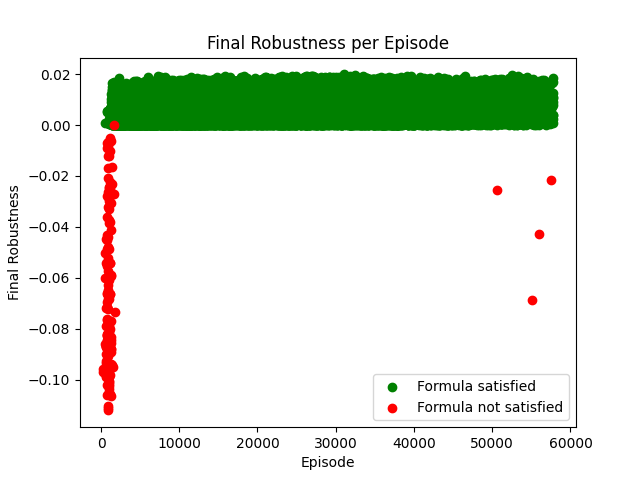 Final Robustness per Episode
Final Robustness
0.02
0.00
−0.02
−0.04
−0.06
−0.08
−0.10
0
10000
20000
30000
40000
50000
60000
Episode
Formula satisfied
Formula not satisfied